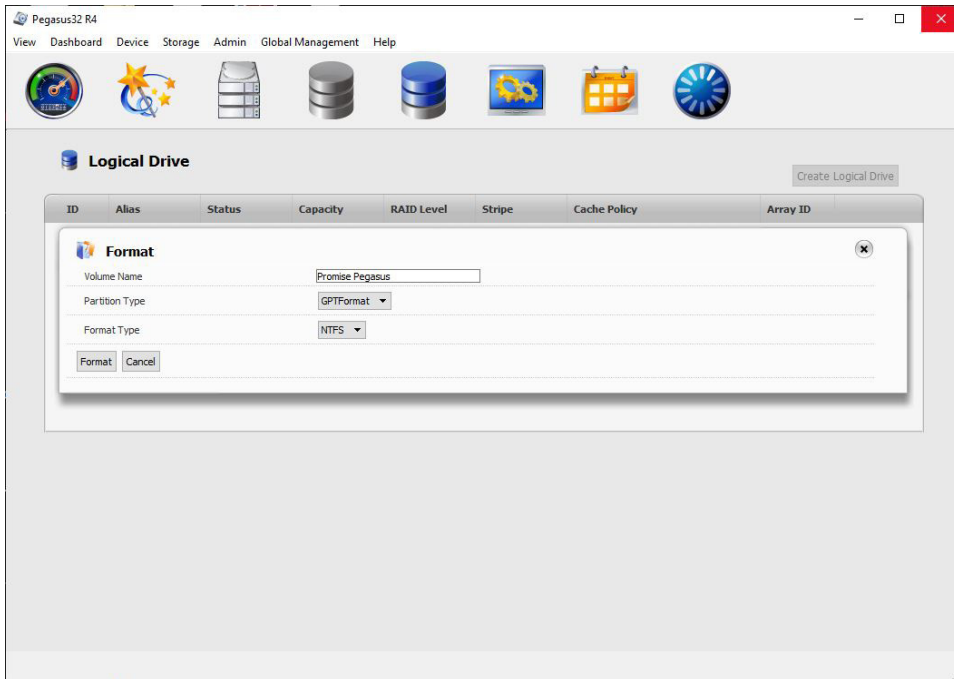 Pegasus32 R4
View Dashboard Device Storage Admin Global Management Help
Logical Drive
Create Logical Drive
ID Alias Status Capacity RAID Level Stripe Cache Policy Array ID
Format
Volume Name Promise Pegasus
Partition Type GPTFormat
Format Type NTFS
Format Cancel